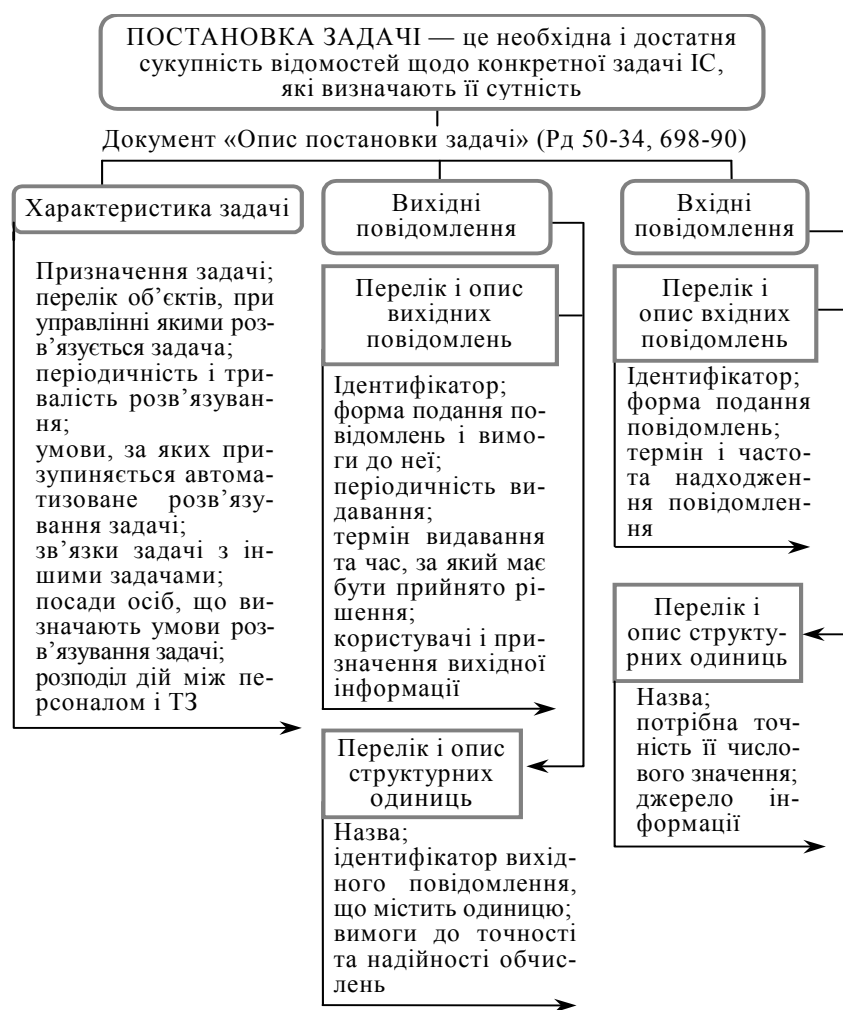 ПОСТАНОВКА ЗАДАЧІ — це необхідна і достатня
сукупність відомостей щодо конкретної задачі ІС,
які визначають її сутність
Документ «Опис постановки задачі» (Рд 50-34, 698-90)
Характеристика задачі
Призначення задачі;
перелік об’єктів, при
управлінні якими роз-
в’язується задача;
періодичність і три-
валість розв’язуван-
ня;
умови, за яких при-
зупиняється автома-
тизоване розв’язу-
вання задачі;
зв’язки задачі з ін-
шими задачами;
посади осіб, що ви-
значають умови роз-
в’язування задачі;
розподіл дій між пе-
рсоналом і ТЗ
Вихідні
повідомлення
Перелік і опис
вихідних
повідомлень
Ідентифікатор;
форма подання по-
відомлень і вимо-
ги до неї;
періодичність ви-
давання;
термін видавання
та час, за який має
бути прийнято рі-
шення;
користувачі і при-
значення вихідної
інформації
Перелік і опис
структурних
одиниць
Назва;
ідентифікатор вихід-
ного повідомлення,
що містить одиницю;
вимоги до точності
та надійності обчис-
лень
Вхідні
повідомлення
Перелік і
опис вхідних
повідомлень
Ідентифікатор;
форма подання
повідомлень;
термін і часто-
та надходжен-
ня повідомлен-
ня
Перелік і
опис структу-
рних одиниць
Назва;
потрібна точ-
ність її число-
вого значення;
джерело ін-
формації